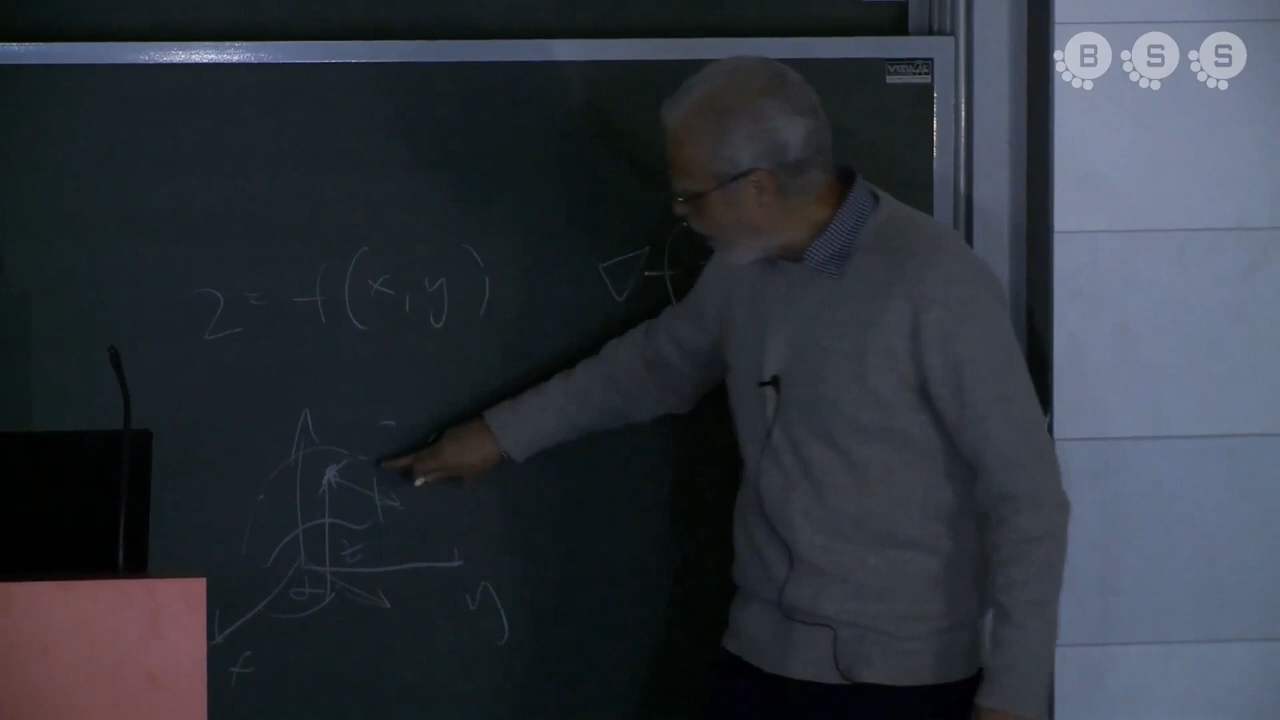 BSS
z = f(x, y)
∇f(
z
α
y
x